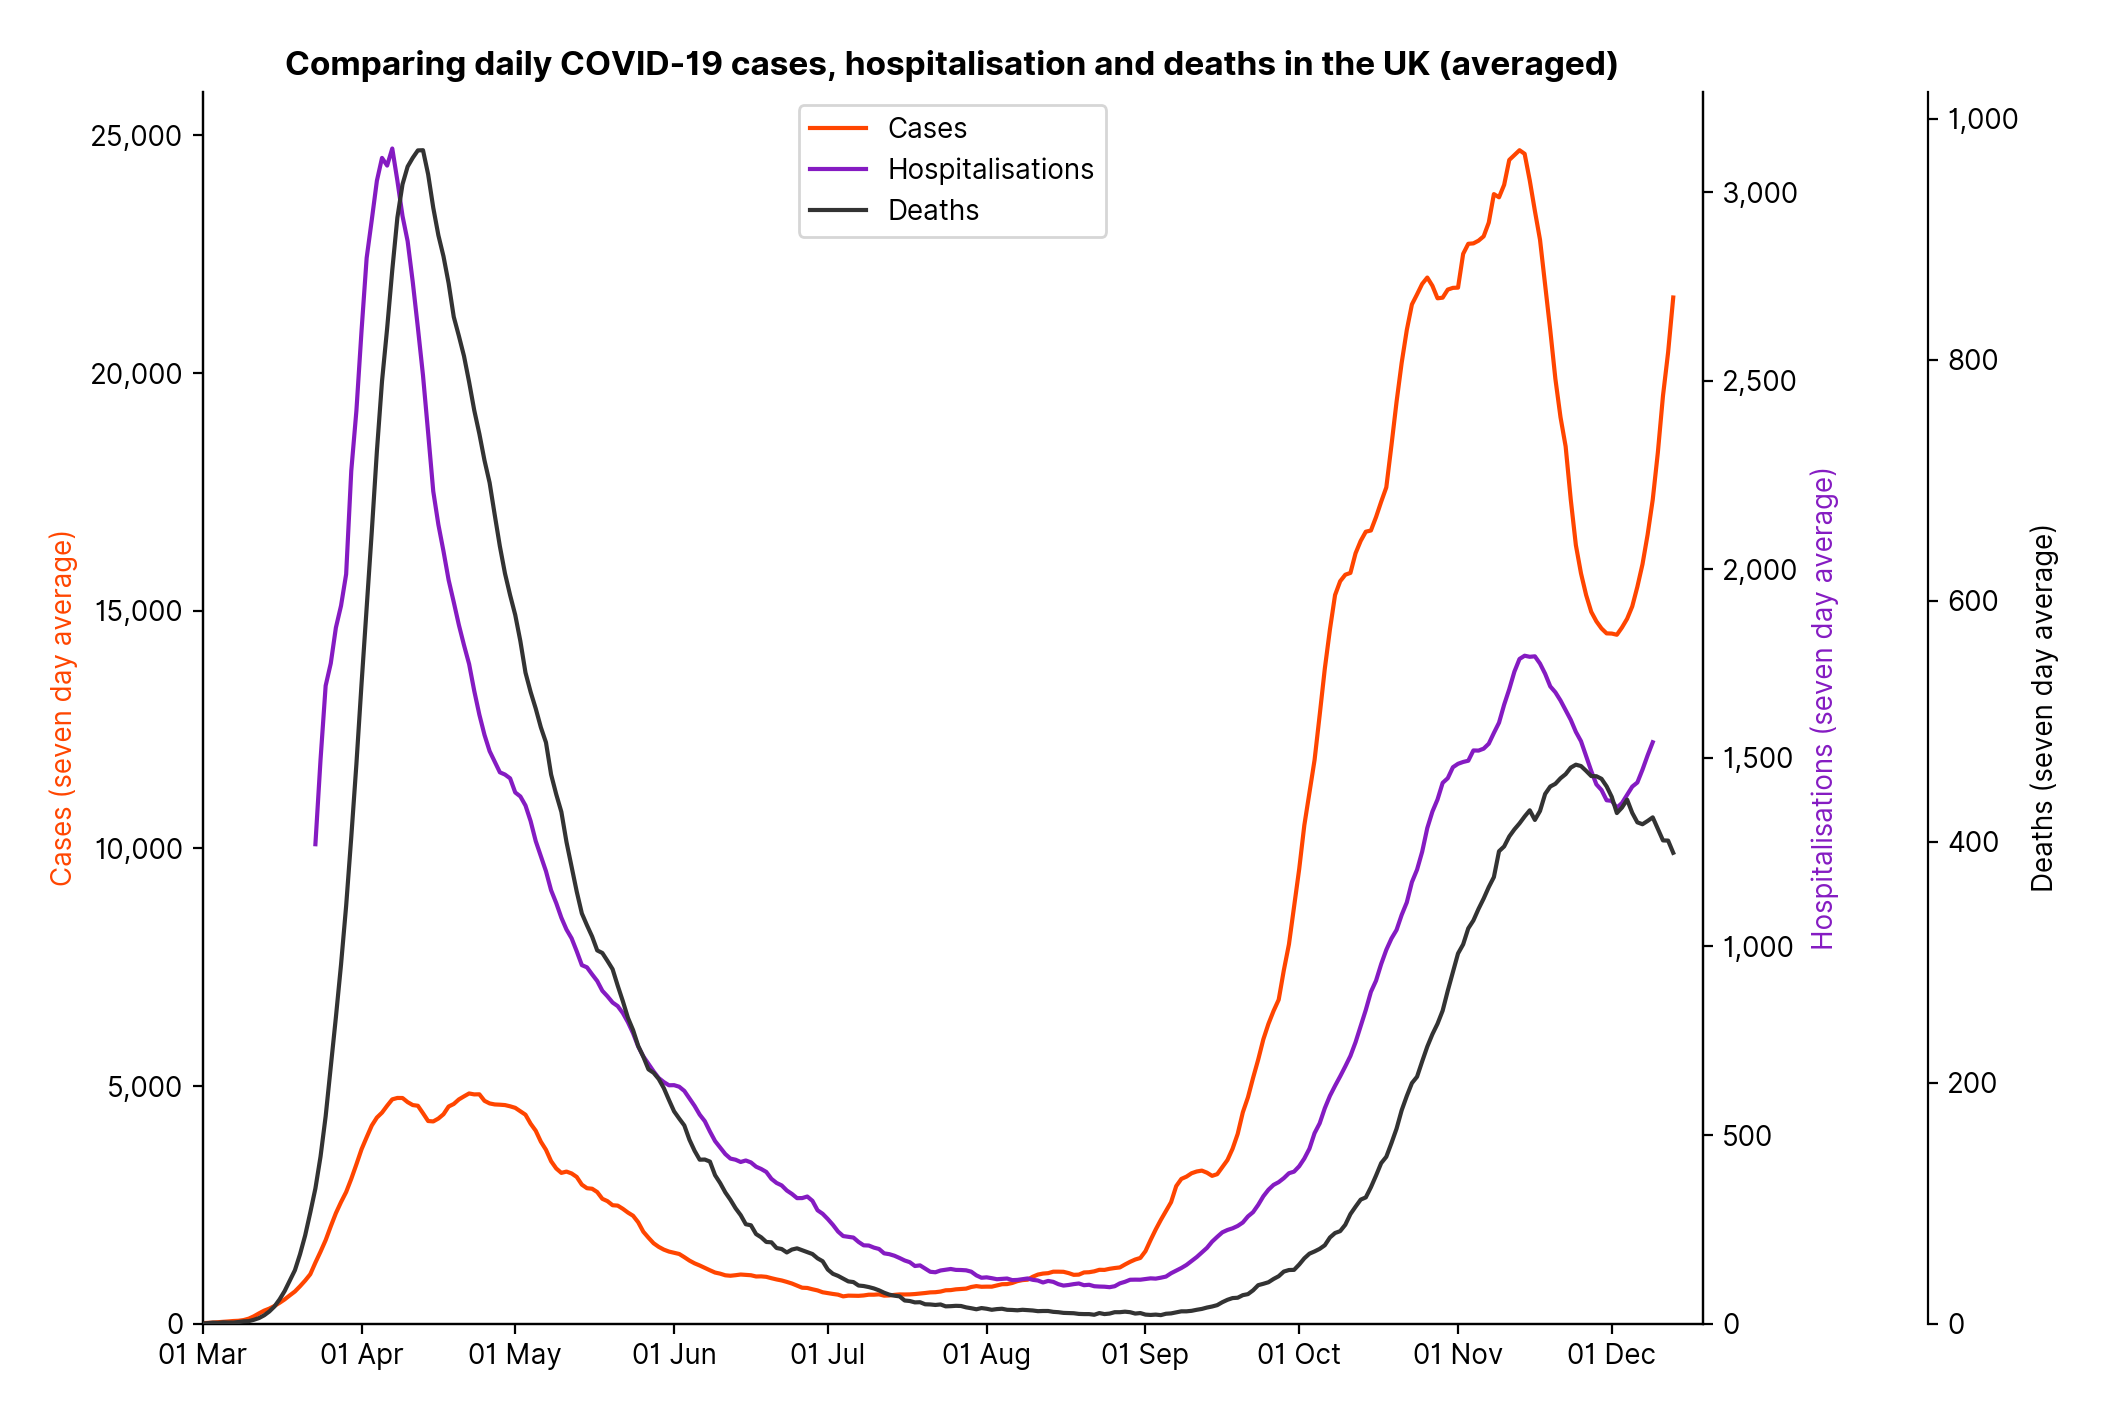 Comparing daily COVID-19 cases, hospitalisation and deaths in the UK (averaged)
Cases
Hospitalisations
Deaths
Cases (seven day average)
25,000
20,000
15,000
10,000
5,000
0
01 Mar
01 Apr
01 May
01 Jun
01 Jul
01 Aug
01 Sep
01 Oct
01 Nov
01 Dec
3,000
2,500
2,000
1,500
1,000
500
0
Hospitalisations (seven day average)
1,000
800
600
400
200
0
Deaths (seven day average)